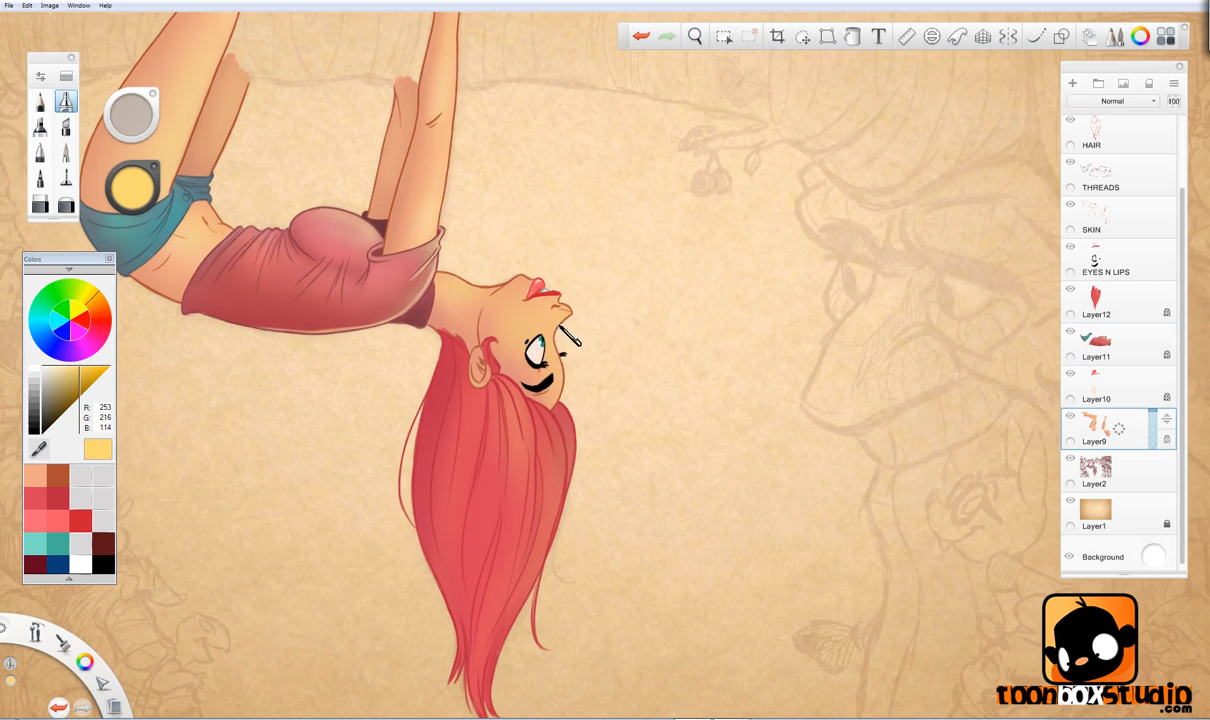 File Edit Image Window Help
Normal
100
HAIR
THREADS
SKIN
EYES N LIPS
Layer12
Layer11
Layer10
Layer9
Layer2
Layer1
Background
Colors
R: 253
G: 216
B: 114
toonboxstudio
.com